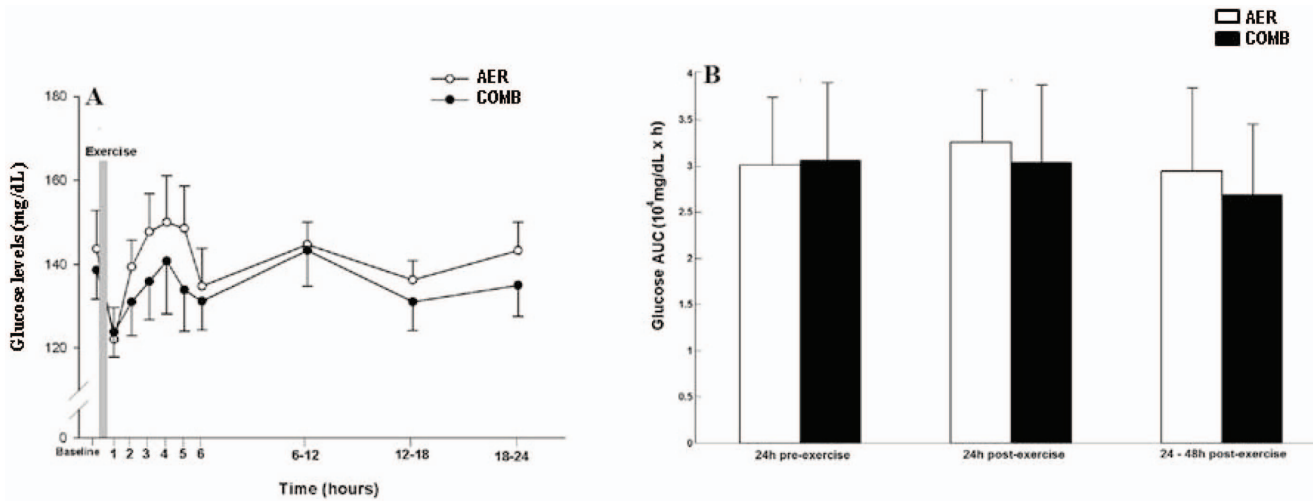 A
AER
COMB
180
160
140
120
0
Exercise
Glucose levels (mg/dL)
Baseline 1 2 3 4 5 6 6-12 12-18 18-24
Time (hours)
AER
COMB
B
4
3.5
3
2.5
2
1.5
1
0.5
0
Glucose AUC (10⁴mg/dL x h)
24h pre-exercise 24h post-exercise 24 - 48h post-exercise